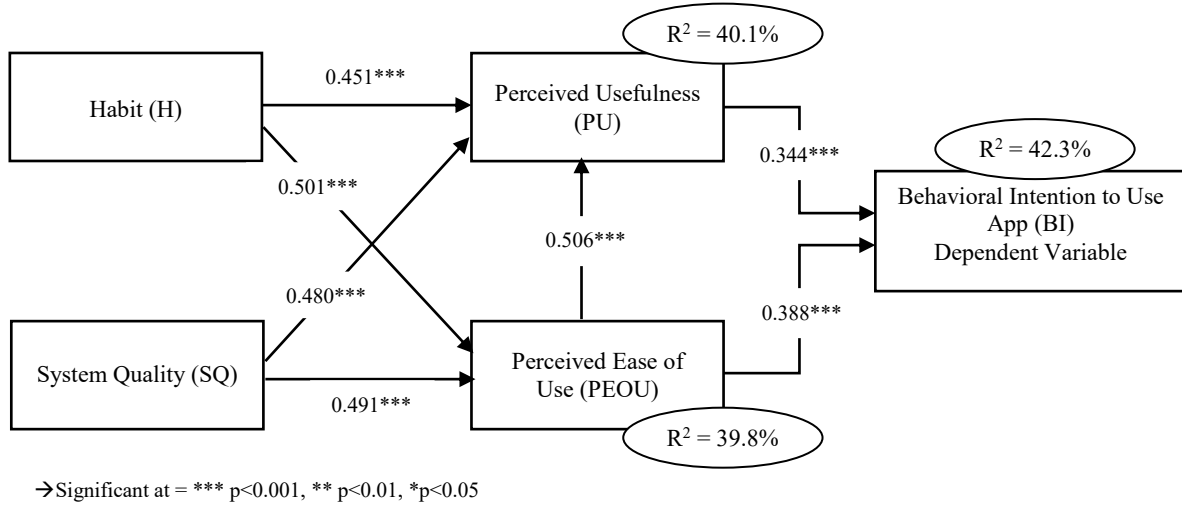 R² = 40.1%
0.451***
Habit (H)
Perceived Usefulness
(PU)
R² = 42.3%
0.344***
0.501***
Behavioral Intention to Use
App (BI)
Dependent Variable
0.506***
0.480***
0.388***
System Quality (SQ)
Perceived Ease of
Use (PEOU)
0.491***
R² = 39.8%
→Significant at = *** p<0.001, ** p<0.01, *p<0.05